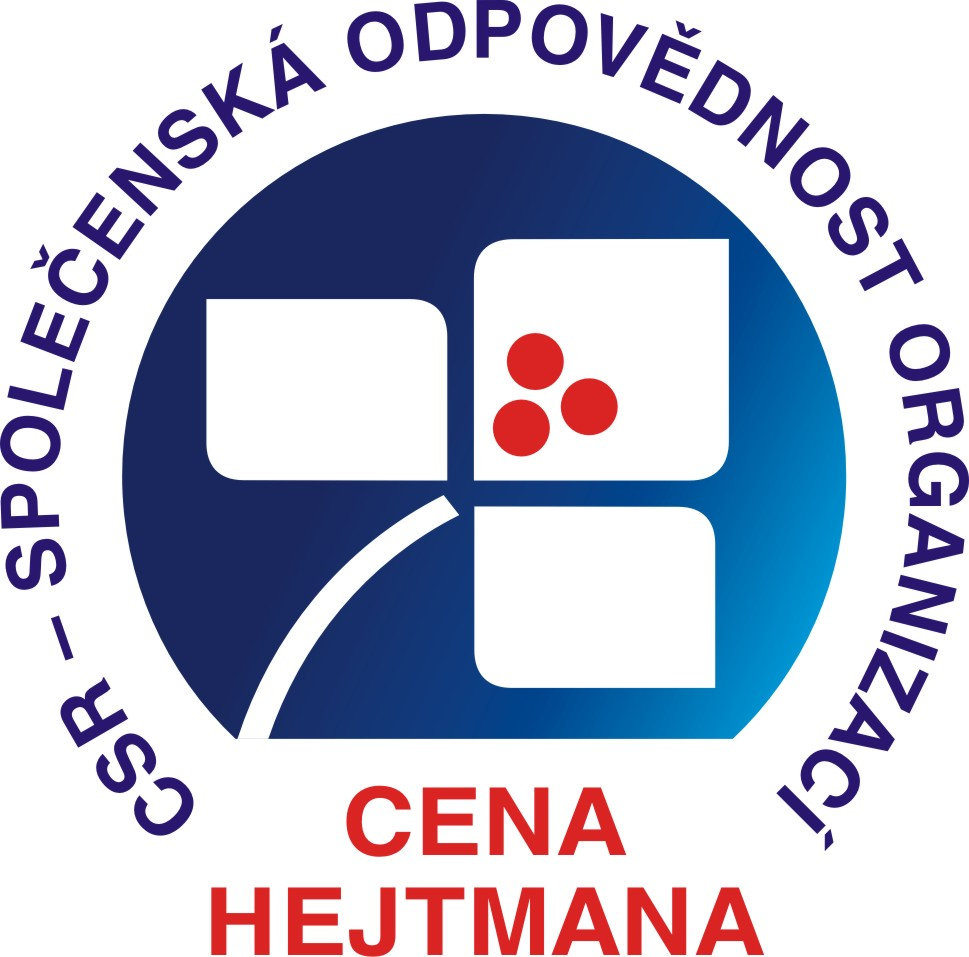 CSR – SPOLEČENSKÁ ODPOVĚDNOST ORGANIZACÍ
CENA
HEJTMANA